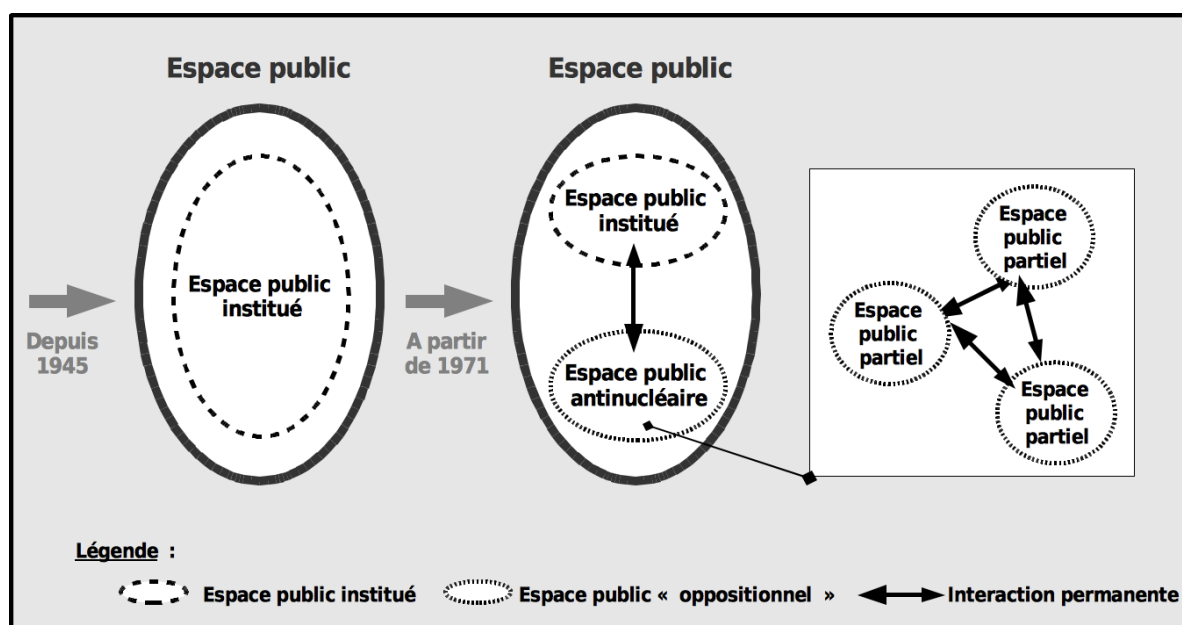 Espace public
Espace public
Depuis
1945
Espace public
institué
A partir
de 1971
Espace public
institué
Espace public
antinucléaire
Espace
public
partiel
Espace
public
partiel
Espace
public
partiel
Légende :
Espace public institué
Espace public « oppositionnel »
Interaction permanente